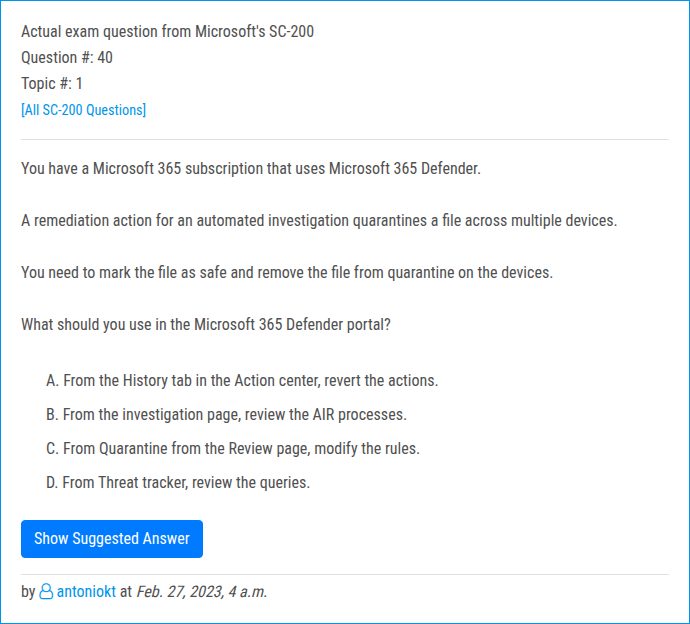 Actual exam question from Microsoft's SC-200
Question #: 40
Topic #: 1
[All SC-200 Questions]
You have a Microsoft 365 subscription that uses Microsoft 365 Defender.
A remediation action for an automated investigation quarantines a file across multiple devices.
You need to mark the file as safe and remove the file from quarantine on the devices.
What should you use in the Microsoft 365 Defender portal?
A. From the History tab in the Action center, revert the actions.
B. From the investigation page, review the AIR processes.
C. From Quarantine from the Review page, modify the rules.
D. From Threat tracker, review the queries.
Show Suggested Answer
by antoniokt at Feb. 27, 2023, 4 a.m.